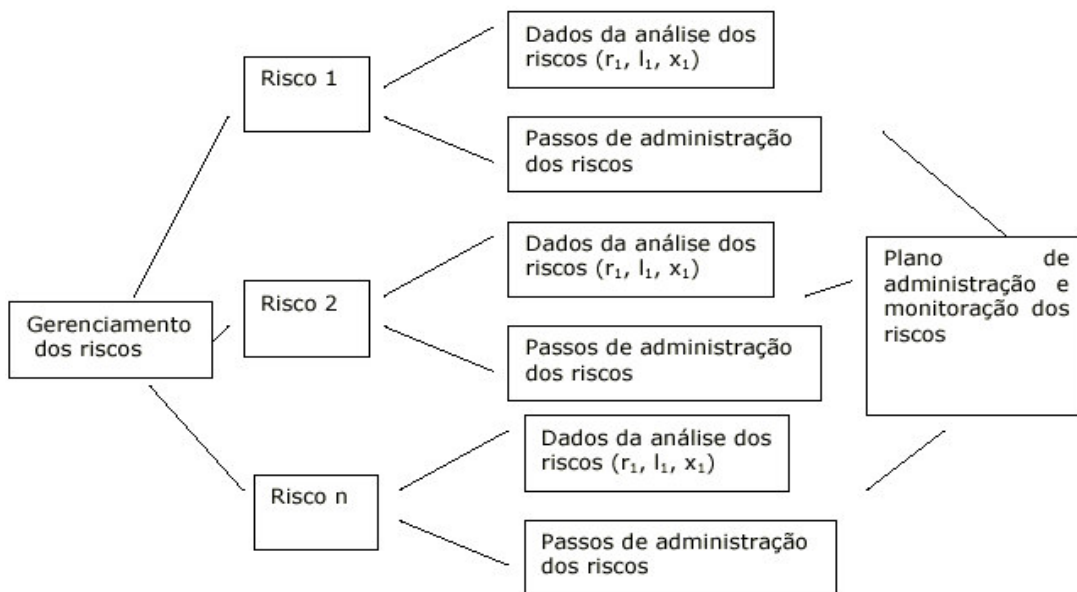 Gerenciamento
dos riscos
Risco 1
Dados da análise dos
riscos (r₁, l₁, x₁)
Passos de administração
dos riscos
Risco 2
Dados da análise dos
riscos (r₁, l₁, x₁)
Passos de administração
dos riscos
Risco n
Dados da análise dos
riscos (r₁, l₁, x₁)
Passos de administração
dos riscos
Plano de
administração e
monitoração dos
riscos